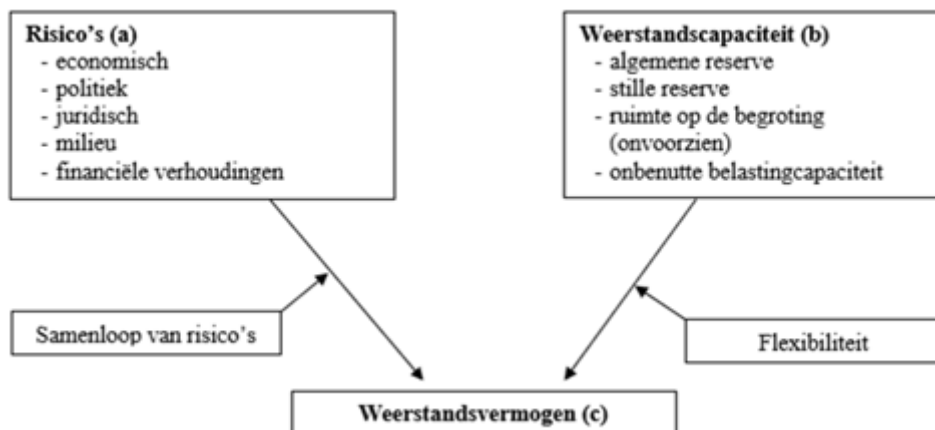 Risico’s (a)
- economisch
- politiek
- juridisch
- milieu
- financiële verhoudingen
Weerstandscapaciteit (b)
- algemene reserve
- stille reserve
- ruimte op de begroting
(onvoorzien)
- onbenutte belastingcapaciteit
Samenloop van risico’s
Flexibiliteit
Weerstandsvermogen (c)